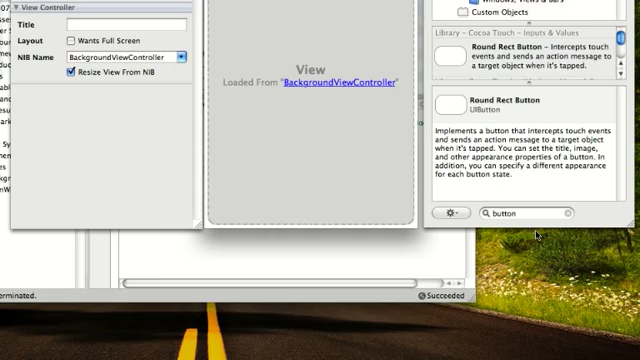 View Controller
Title
Layout
Wants Full Screen
NIB Name
BackgroundViewController
Resize View From NIB
View
Loaded From "BackgroundViewController"
Custom Objects
Library – Cocoa Touch – Inputs & Values
Round Rect Button – Intercepts touch
events and sends an action message to
a target object when it's tapped.
Round Rect Button
UIButton
Implements a button that intercepts touch events
and sends an action message to a target object
when it's tapped. You can set the title, image,
and other appearance properties of a button. In
addition, you can specify a different appearance
for each button state.
button
erminated.
Succeeded